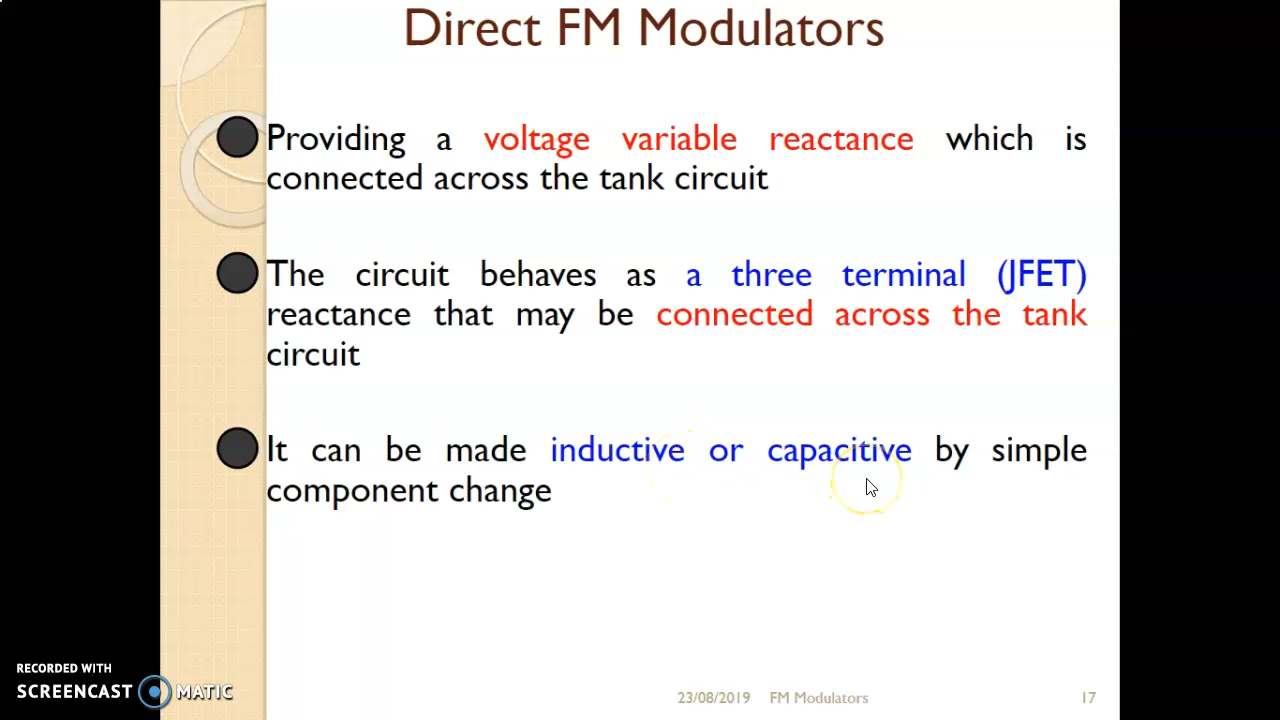 Direct FM Modulators
Providing a voltage variable reactance which is
connected across the tank circuit
The circuit behaves as a three terminal (JFET)
reactance that may be connected across the tank
circuit
It can be made inductive or capacitive by simple
component change
RECORDED WITH
SCREENCAST MATIC
23/08/2019 FM Modulators 17